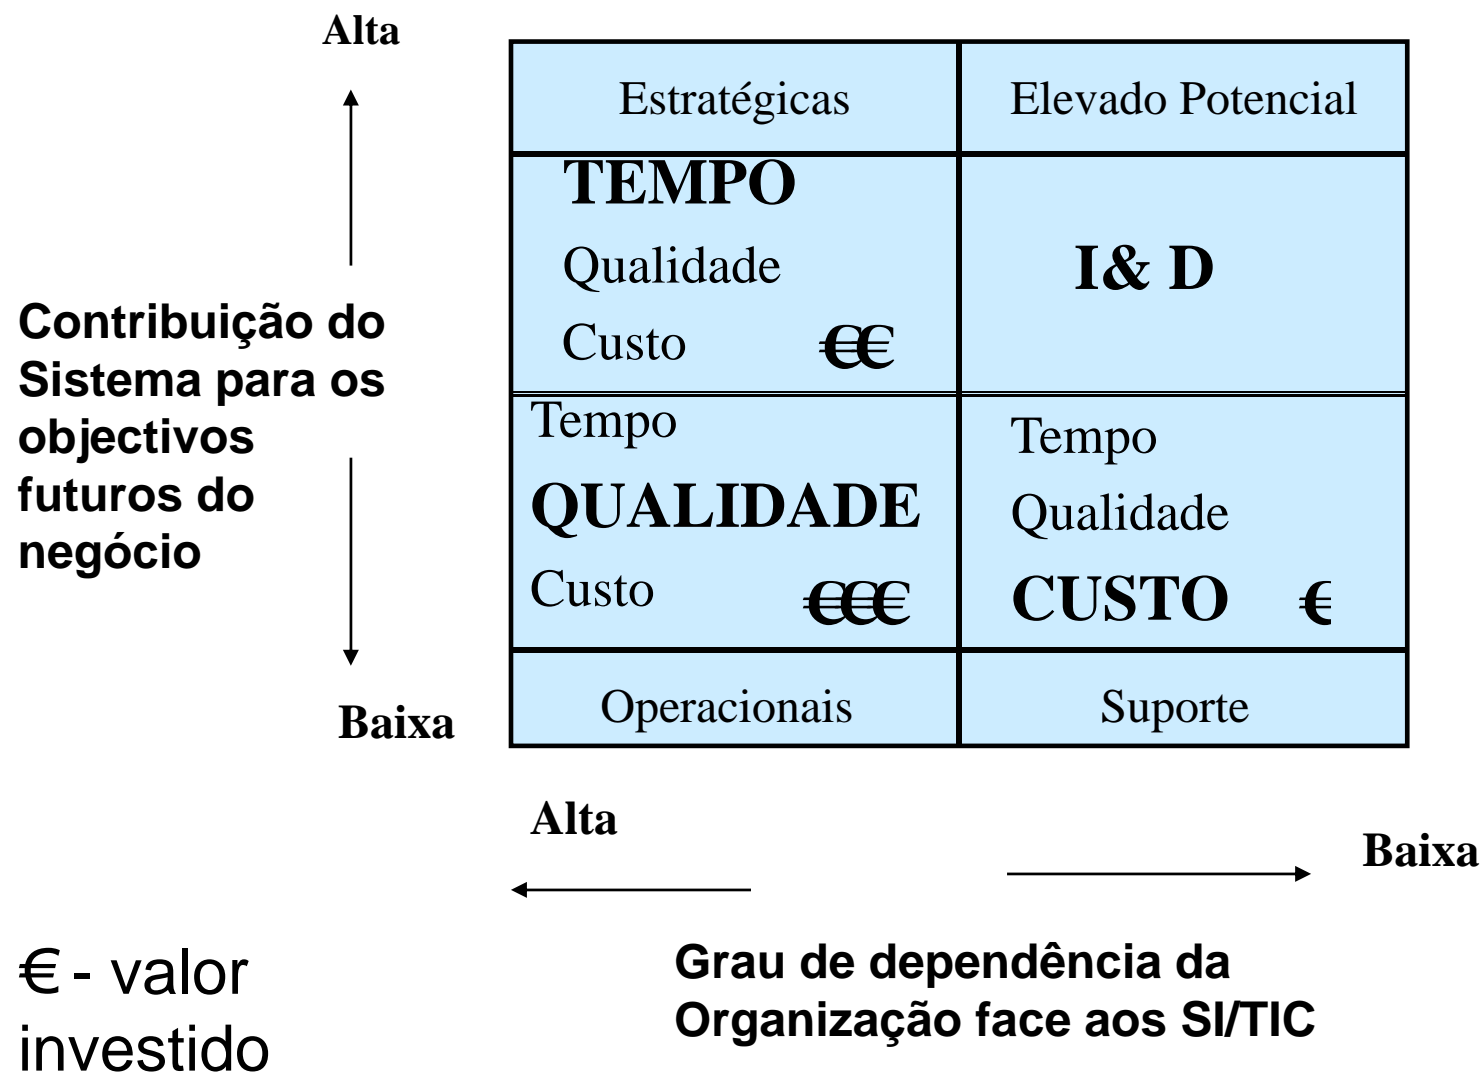 Alta
Estratégicas
Elevado Potencial
TEMPO
Qualidade
Custo €€
I& D
Contribuição do
Sistema para os
objectivos
futuros do
negócio
Tempo
QUALIDADE
Custo €€€
Tempo
Qualidade
CUSTO €
Baixa
Operacionais
Suporte
Alta
Baixa
Grau de dependência da
Organização face aos SI/TIC
€ - valor
investido